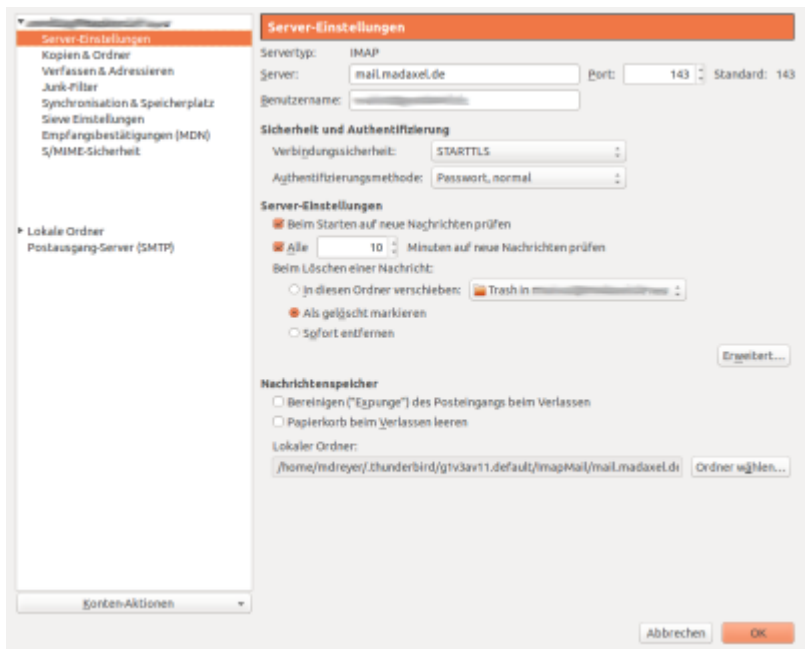 Server-Einstellungen
Kopien & Ordner
Verfassen & Adressieren
Junk-Filter
Synchronisation & Speicherplatz
Sieve Einstellungen
Empfangsbestätigungen (MDN)
S/MIME-Sicherheit
Lokale Ordner
Postausgang-Server (SMTP)
Konten-Aktionen
Server-Einstellungen
Servertyp: IMAP
Server: mail.madaxel.de Port: 143 Standard: 143
Benutzername:
Sicherheit und Authentifizierung
Verbindungssicherheit: STARTTLS
Authentifizierungsmethode: Passwort, normal
Server-Einstellungen
Beim Starten auf neue Nachrichten prüfen
Alle 10 Minuten auf neue Nachrichten prüfen
Beim Löschen einer Nachricht:
In diesen Ordner verschieben: Trash in
Als gelöscht markieren
Sofort entfernen
Erweitert...
Nachrichtenspeicher
Bereinigen ("Expunge") des Posteingangs beim Verlassen
Papierkorb beim Verlassen leeren
Lokaler Ordner:
/home/mdreyer/.thunderbird/g1v3av11.default/ImapMail/mail.madaxel.de Ordner wählen...
Abbrechen OK